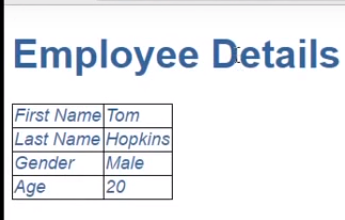 Employee Details
First Name Tom
Last Name Hopkins
Gender Male
Age 20